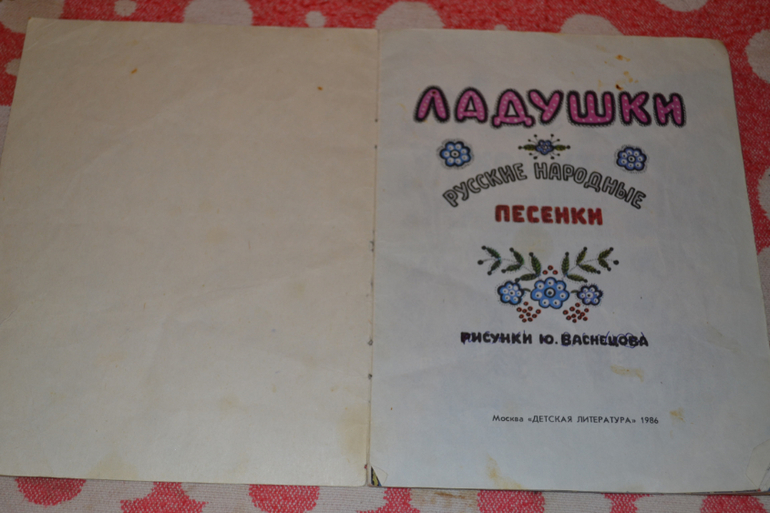 ЛАДУШКИ
РУССКИЕ НАРОДНЫЕ
ПЕСЕНКИ
РИСУНКИ Ю. ВАСНЕЦОВА
Москва «ДЕТСКАЯ ЛИТЕРАТУРА» 1986